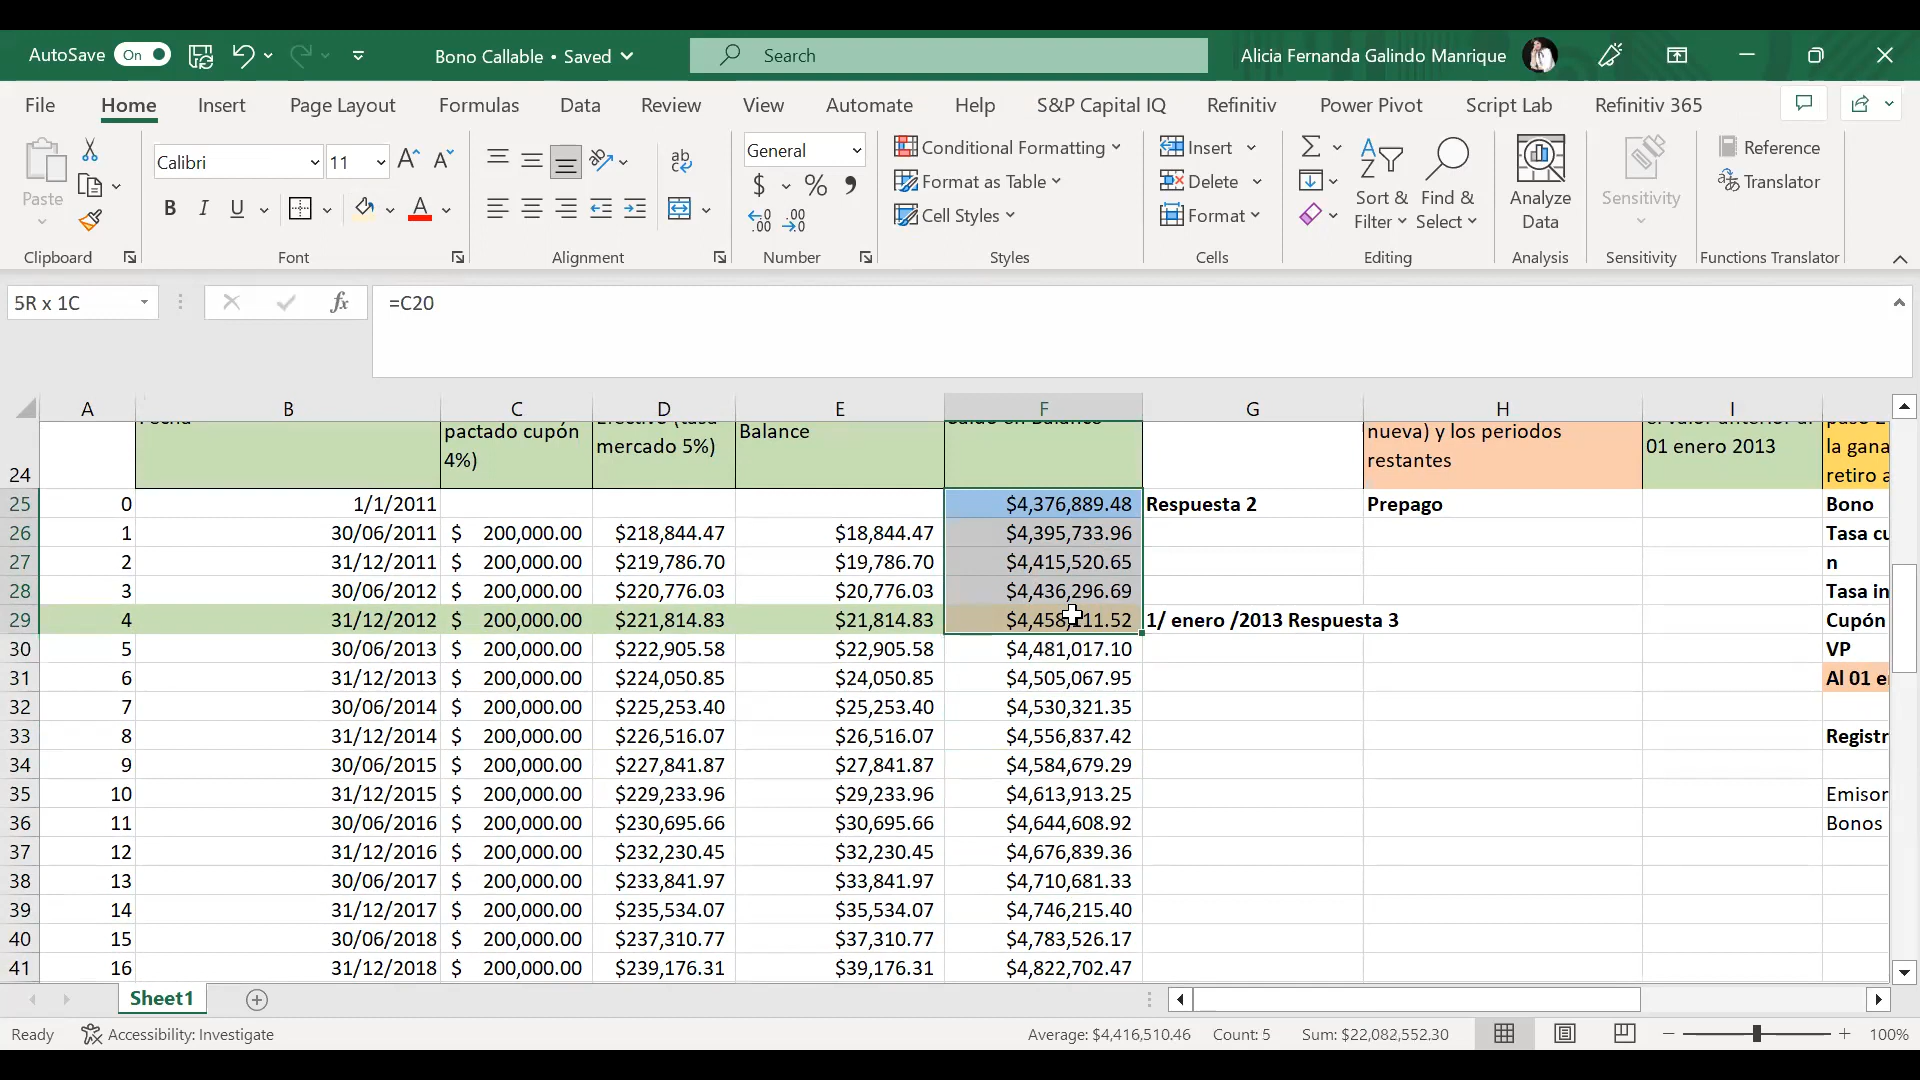 AutoSave On Bono Callable • Saved Search Alicia Fernanda Galindo Manrique
File Home Insert Page Layout Formulas Data Review View Automate Help S&P Capital IQ Refinitiv Power Pivot Script Lab Refinitiv 365
Paste Calibri 11 General Conditional Formatting Insert Reference
B I U $ % Format as Table Delete Sort & Filter Find & Select Analyze Data Sensitivity Translator
Cell Styles Format
Clipboard Font Alignment Number Styles Cells Editing Analysis Sensitivity Functions Translator
5R x 1C fx =C20
A B C D E F G H I
24 pactado cupón 4%) mercado 5%) Balance nueva) y los periodos restantes 01 enero 2013 la gana retiro a
25 0 1/1/2011 $4,376,889.48 Respuesta 2 Prepago Bono
26 1 30/06/2011 $ 200,000.00 $218,844.47 $18,844.47 $4,395,733.96 Tasa cu
27 2 31/12/2011 $ 200,000.00 $219,786.70 $19,786.70 $4,415,520.65 n
28 3 30/06/2012 $ 200,000.00 $220,776.03 $20,776.03 $4,436,296.69 Tasa in
29 4 31/12/2012 $ 200,000.00 $221,814.83 $21,814.83 $4,458,111.52 1/ enero /2013 Respuesta 3 Cupón
30 5 30/06/2013 $ 200,000.00 $222,905.58 $22,905.58 $4,481,017.10 VP
31 6 31/12/2013 $ 200,000.00 $224,050.85 $24,050.85 $4,505,067.95 Al 01 e
32 7 30/06/2014 $ 200,000.00 $225,253.40 $25,253.40 $4,530,321.35
33 8 31/12/2014 $ 200,000.00 $226,516.07 $26,516.07 $4,556,837.42 Registr
34 9 30/06/2015 $ 200,000.00 $227,841.87 $27,841.87 $4,584,679.29
35 10 31/12/2015 $ 200,000.00 $229,233.96 $29,233.96 $4,613,913.25 Emisor
36 11 30/06/2016 $ 200,000.00 $230,695.66 $30,695.66 $4,644,608.92 Bonos
37 12 31/12/2016 $ 200,000.00 $232,230.45 $32,230.45 $4,676,839.36
38 13 30/06/2017 $ 200,000.00 $233,841.97 $33,841.97 $4,710,681.33
39 14 31/12/2017 $ 200,000.00 $235,534.07 $35,534.07 $4,746,215.40
40 15 30/06/2018 $ 200,000.00 $237,310.77 $37,310.77 $4,783,526.17
41 16 31/12/2018 $ 200,000.00 $239,176.31 $39,176.31 $4,822,702.47
Sheet1
Ready Accessibility: Investigate Average: $4,416,510.46 Count: 5 Sum: $22,082,552.30 100%